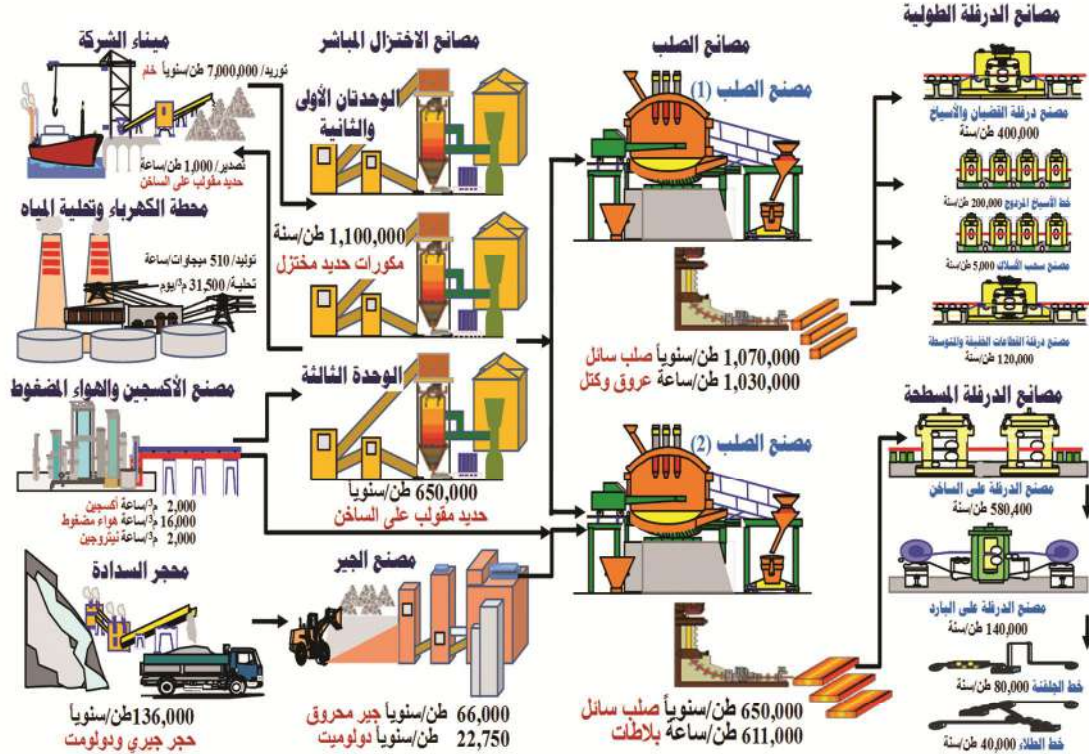 ميناء الشركة
توريد/ 7,000,000 طن/سنوياً خام
تصدير/ 1,000 طن/ساعة
حديد مقولب على الساخن
محطة الكهرباء وتحلية المياه
توليد/ 510 ميجاوات/ساعة
تحلية/ 31,500 م³/يوم
مصنع الأكسجين والهواء المضغوط
2,000 م³/ساعة أكسجين
16,000 م³/ساعة هواء مضغوط
2,000 م³/ساعة نيتروجين
محجر السدادة
136,000 طن/سنوياً
حجر جيري ودولومت
مصانع الاختزال المباشر
الوحدتان الأولى
والثانية
1,100,000 طن/سنة
مكورات حديد مختزل
الوحدة الثالثة
650,000 طن/سنوياً
حديد مقولب على الساخن
مصنع الجير
66,000 طن/سنوياً جير محروق
22,750 طن/سنوياً دولوميت
مصانع الصلب
مصنع الصلب (1)
1,070,000 طن/سنوياً صلب سائل
1,030,000 طن/ساعة عروق وكتل
مصنع الصلب (2)
650,000 طن/سنوياً صلب سائل
611,000 طن/ساعة بلاطات
مصانع الدرفلة الطولية
مصنع درفلة القضبان والأسياخ
400,000 طن/سنة
خط الأسياخ المزدوج 200,000 طن/سنة
مصنع سحب الأسلاك 5,000 طن/سنة
مصنع درفلة القطاعات الخفيفة والمتوسطة
120,000 طن/سنة
مصانع الدرفلة المسطحة
مصنع الدرفلة على الساخن
580,400 طن/سنة
مصنع الدرفلة على البارد
140,000 طن/سنة
خط الجلفنة 80,000 طن/سنة
خط الطلاء 40,000 طن/سنة